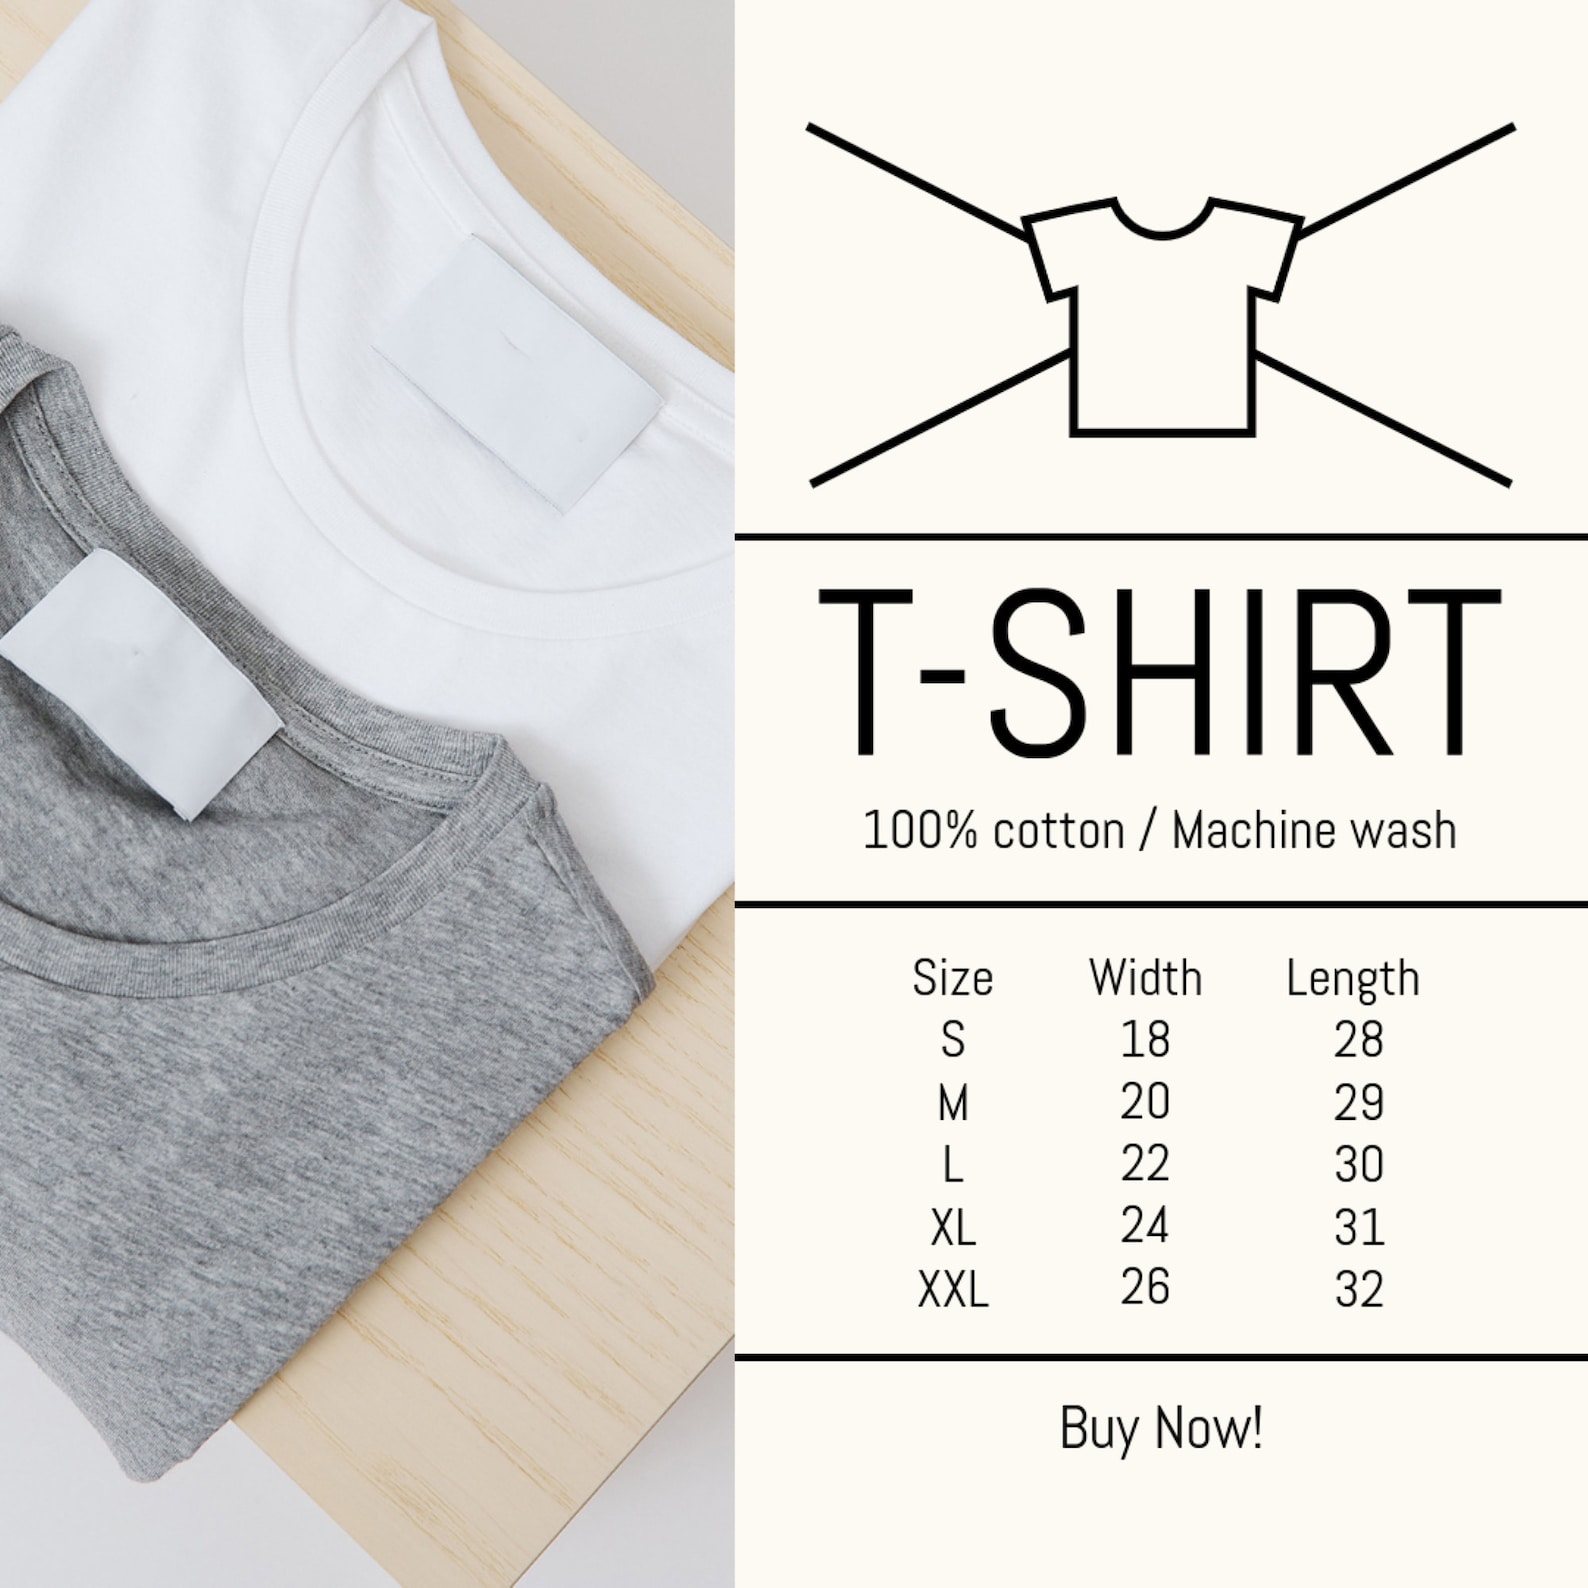 T-SHIRT
100% cotton / Machine wash
Size Width Length
S 18 28
M 20 29
L 22 30
XL 24 31
XXL 26 32
Buy Now!